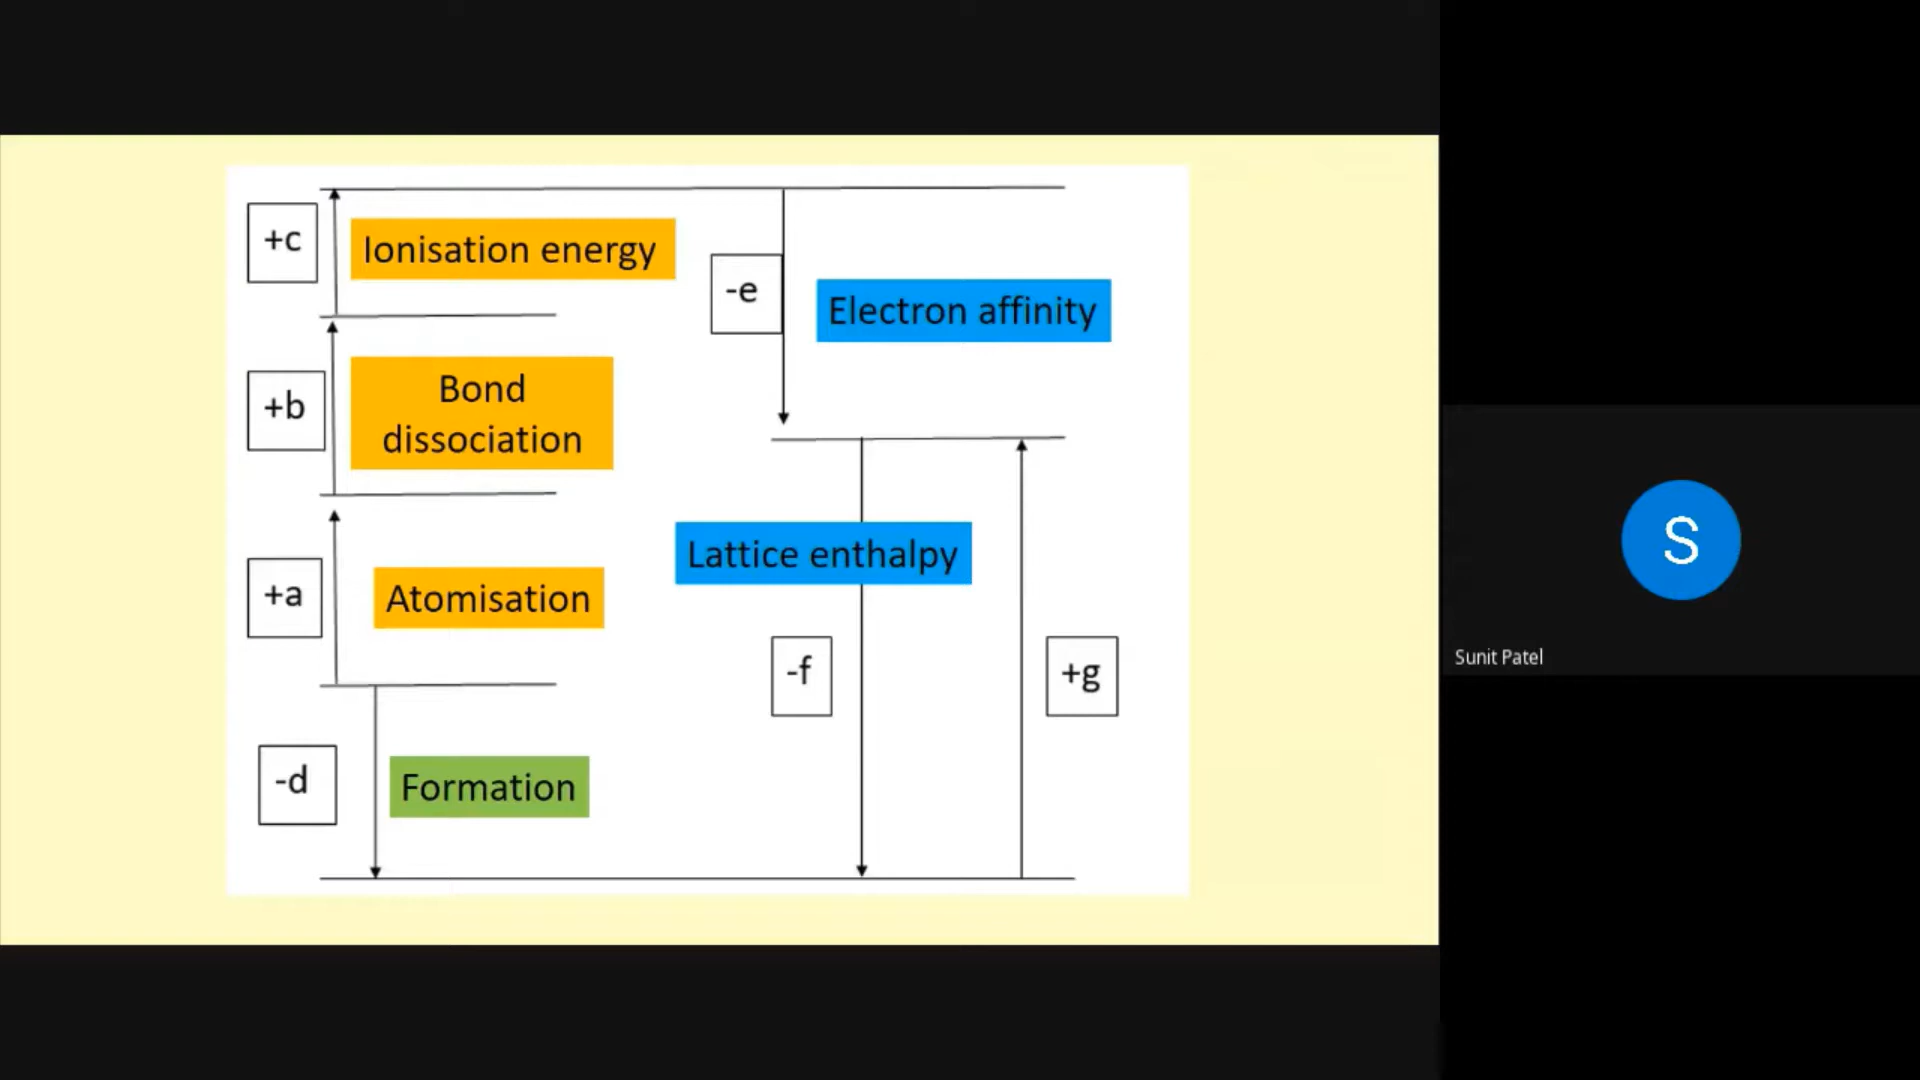 +c
Ionisation energy
-e
Electron affinity
+b
Bond
dissociation
Lattice enthalpy
+a
Atomisation
-f
+g
-d
Formation
S
Sunit Patel